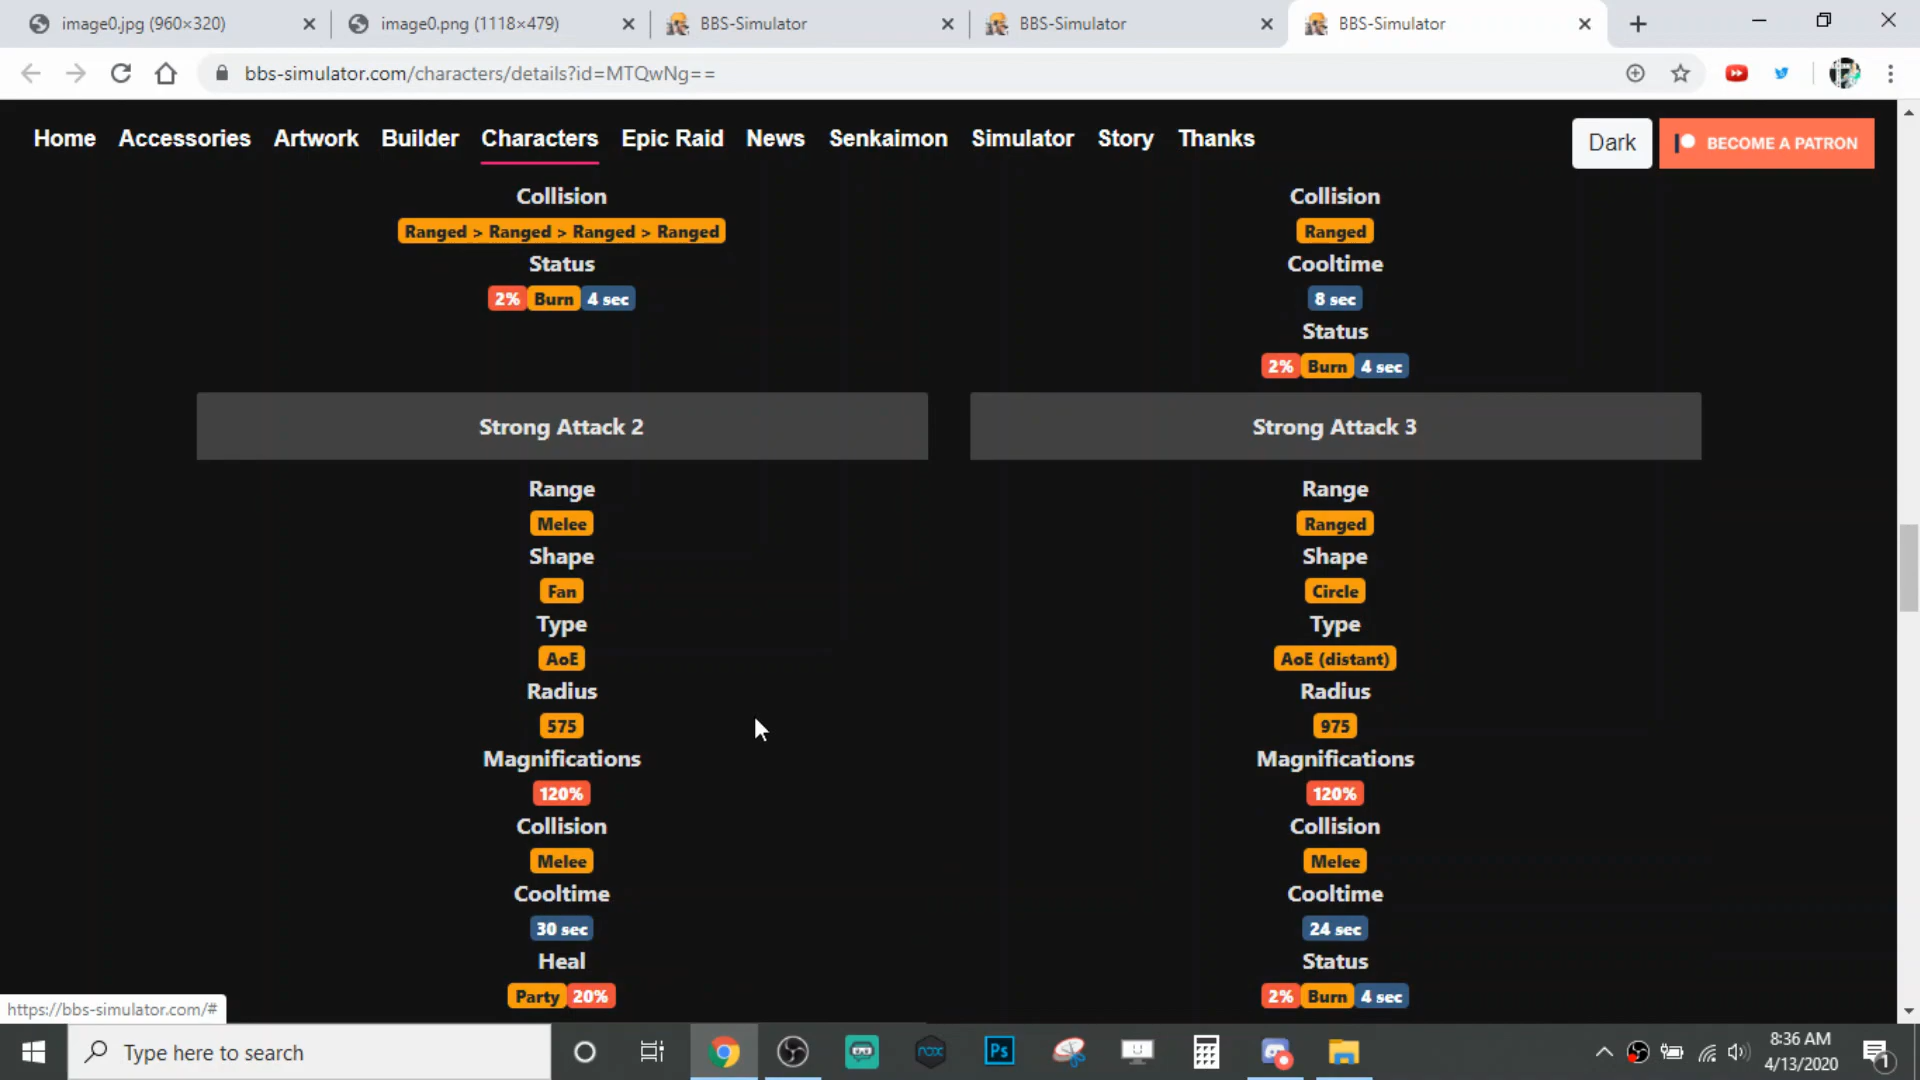 image0.jpg (960×320)
image0.png (1118×479)
BBS-Simulator
BBS-Simulator
BBS-Simulator
bbs-simulator.com/characters/details?id=MTQwNg==
Home Accessories Artwork Builder Characters Epic Raid News Senkaimon Simulator Story Thanks
Dark
BECOME A PATRON
Collision
Ranged > Ranged > Ranged > Ranged
Status
2% Burn 4 sec
Collision
Ranged
Cooltime
8 sec
Status
2% Burn 4 sec
Strong Attack 2
Range
Melee
Shape
Fan
Type
AoE
Radius
575
Magnifications
120%
Collision
Melee
Cooltime
30 sec
Heal
Party 20%
Strong Attack 3
Range
Ranged
Shape
Circle
Type
AoE (distant)
Radius
975
Magnifications
120%
Collision
Melee
Cooltime
24 sec
Status
2% Burn 4 sec
https://bbs-simulator.com/#
Type here to search
nox
Ps
U
8:36 AM
4/13/2020
1